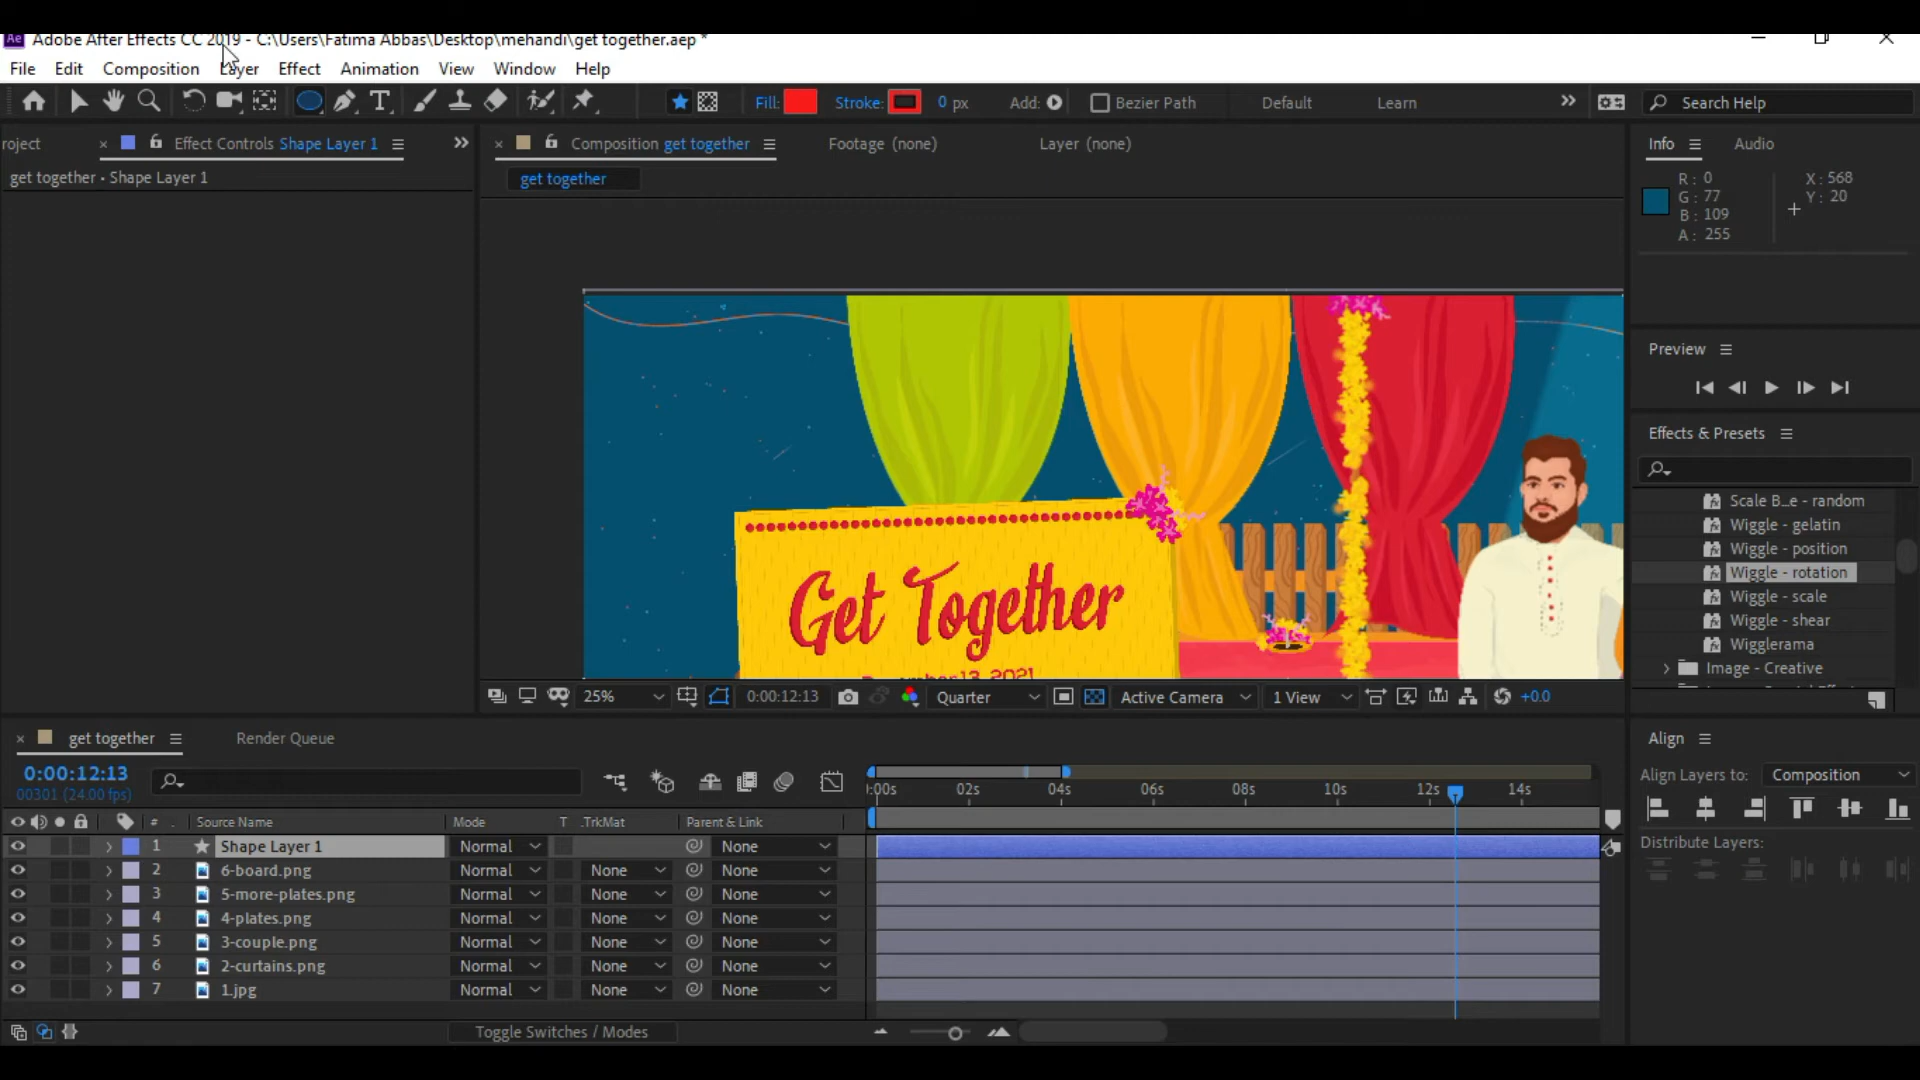 Ae Adobe After Effects CC 2019 - C:\Users\Fatima Abbas\Desktop\mehandi\get together.aep *
File Edit Composition Layer Effect Animation View Window Help
T Fill: Stroke: 0 px Add: Bezier Path Default Learn Search Help
roject Effect Controls Shape Layer 1
Composition get together Footage (none) Layer (none)
Info Audio
get together • Shape Layer 1
get together
R: 0
G: 77
B: 109
A: 255
X: 568
Y: 20
Get Together
December 13, 2021
Preview
Effects & Presets
Scale B...e - random
Wiggle - gelatin
Wiggle - position
Wiggle - rotation
Wiggle - scale
Wiggle - shear
Wigglerama
Image - Creative
25% 0:00:12:13 Quarter Active Camera 1 View +0.0
get together Render Queue
0:00:12:13
00301 (24.00 fps)
:00s 02s 04s 06s 08s 10s 12s 14s
# Source Name Mode T .TrkMat Parent & Link
1 Shape Layer 1 Normal None
2 6-board.png Normal None None
3 5-more-plates.png Normal None None
4 4-plates.png Normal None None
5 3-couple.png Normal None None
6 2-curtains.png Normal None None
7 1.jpg Normal None None
Toggle Switches / Modes
Align
Align Layers to: Composition
Distribute Layers: